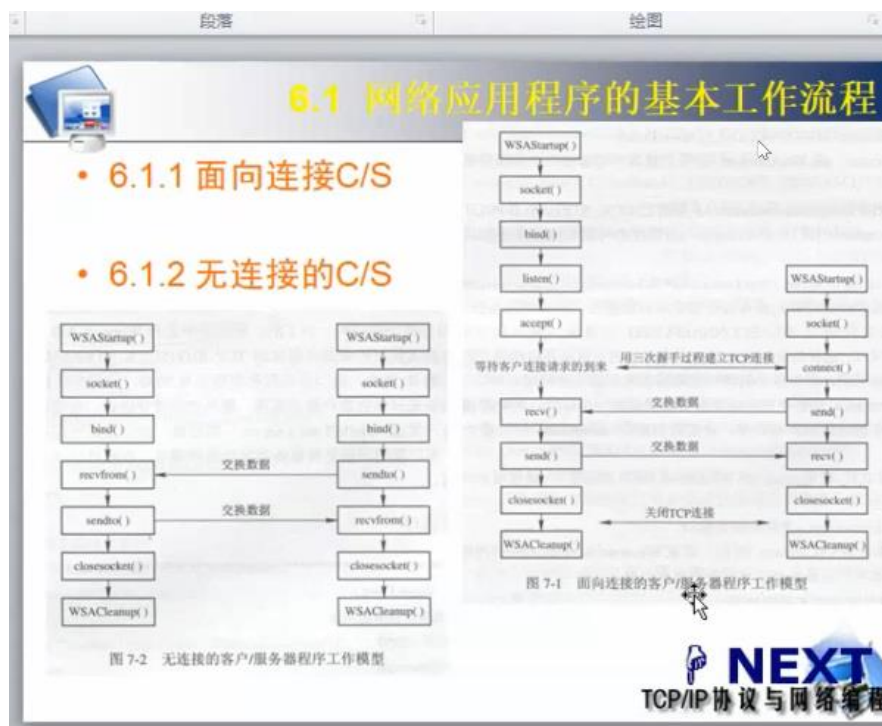 段落
绘图
6.1 网络应用程序的基本工作流程
• 6.1.1 面向连接C/S
• 6.1.2 无连接的C/S
WSAStartup( )
WSAStartup( )
socket( )
socket( )
bind( )
bind( )
recvfrom( )
交换数据
sendto( )
sendto( )
交换数据
recvfrom( )
closesocket( )
closesocket( )
WSACleanup( )
WSACleanup( )
图 7-2 无连接的客户/服务器程序工作模型
WSAStartup( )
socket( )
bind( )
listen( )
WSAStartup( )
accept( )
socket( )
等待客户连接请求的到来
用三次握手过程建立TCP连接
connect( )
recv( )
交换数据
send( )
send( )
交换数据
recv( )
closesocket( )
closesocket( )
关闭TCP连接
WSACleanup( )
WSACleanup( )
图 7-1 面向连接的客户/服务器程序工作模型
NEXT
TCP/IP协议与网络编程